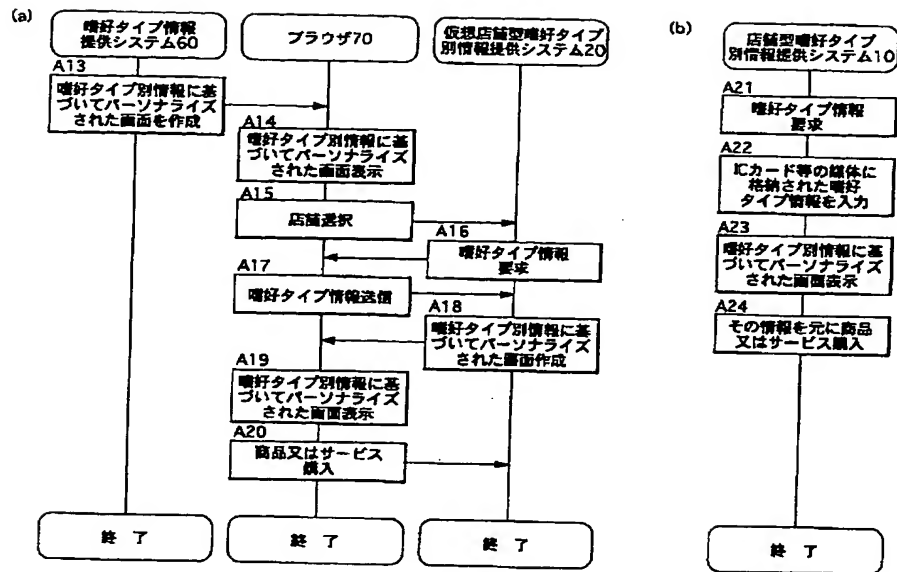 (a)
嗜好タイプ情報
提供システム60
A13
嗜好タイプ別情報に基
づいてパーソナライズ
された画面を作成
終 了
ブラウザ70
A14
嗜好タイプ別情報に基
づいてパーソナライズ
された画面表示
A15
店舗選択
A17
嗜好タイプ情報送信
A19
嗜好タイプ別情報に基
づいてパーソナライズ
された画面表示
A20
商品又はサービス
購入
終 了
仮想店舗型嗜好タイプ
別情報提供システム20
A16
嗜好タイプ情報
要求
A18
嗜好タイプ別情報に基
づいてパーソナライズ
された画面作成
終 了
(b)
店舗型嗜好タイプ
別情報提供システム10
A21
嗜好タイプ情報
要求
A22
ICカード等の媒体に
格納された嗜好
タイプ情報を入力
A23
嗜好タイプ別情報に基
づいてパーソナライズ
された画面表示
A24
その情報を元に商品
又はサービス購入
終 了